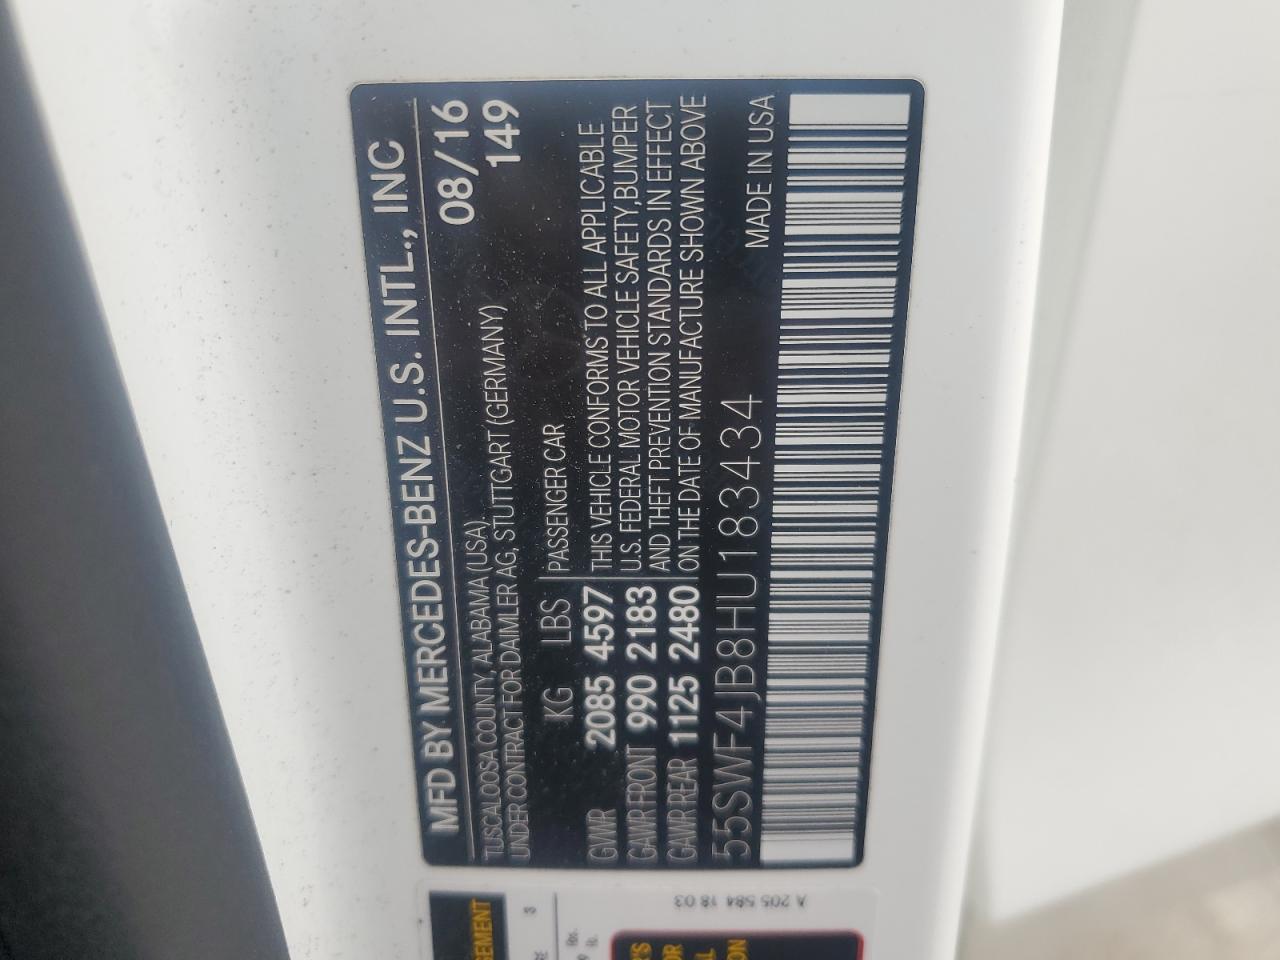 MFD BY MERCEDES-BENZ U.S. INTL., INC
TUSCALOOSA COUNTY, ALABAMA (USA) 08/16
UNDER CONTRACT FOR DAIMLER AG, STUTTGART (GERMANY) 149
KG LBS PASSENGER CAR
GVWR 2085 4597 THIS VEHICLE CONFORMS TO ALL APPLICABLE
GAWR FRONT 990 2183 U.S. FEDERAL MOTOR VEHICLE SAFETY, BUMPER
AND THEFT PREVENTION STANDARDS IN EFFECT
GAWR REAR 1125 2480 ON THE DATE OF MANUFACTURE SHOWN ABOVE
55SWF4JB8HU183434 MADE IN USA
A 205 584 18 03